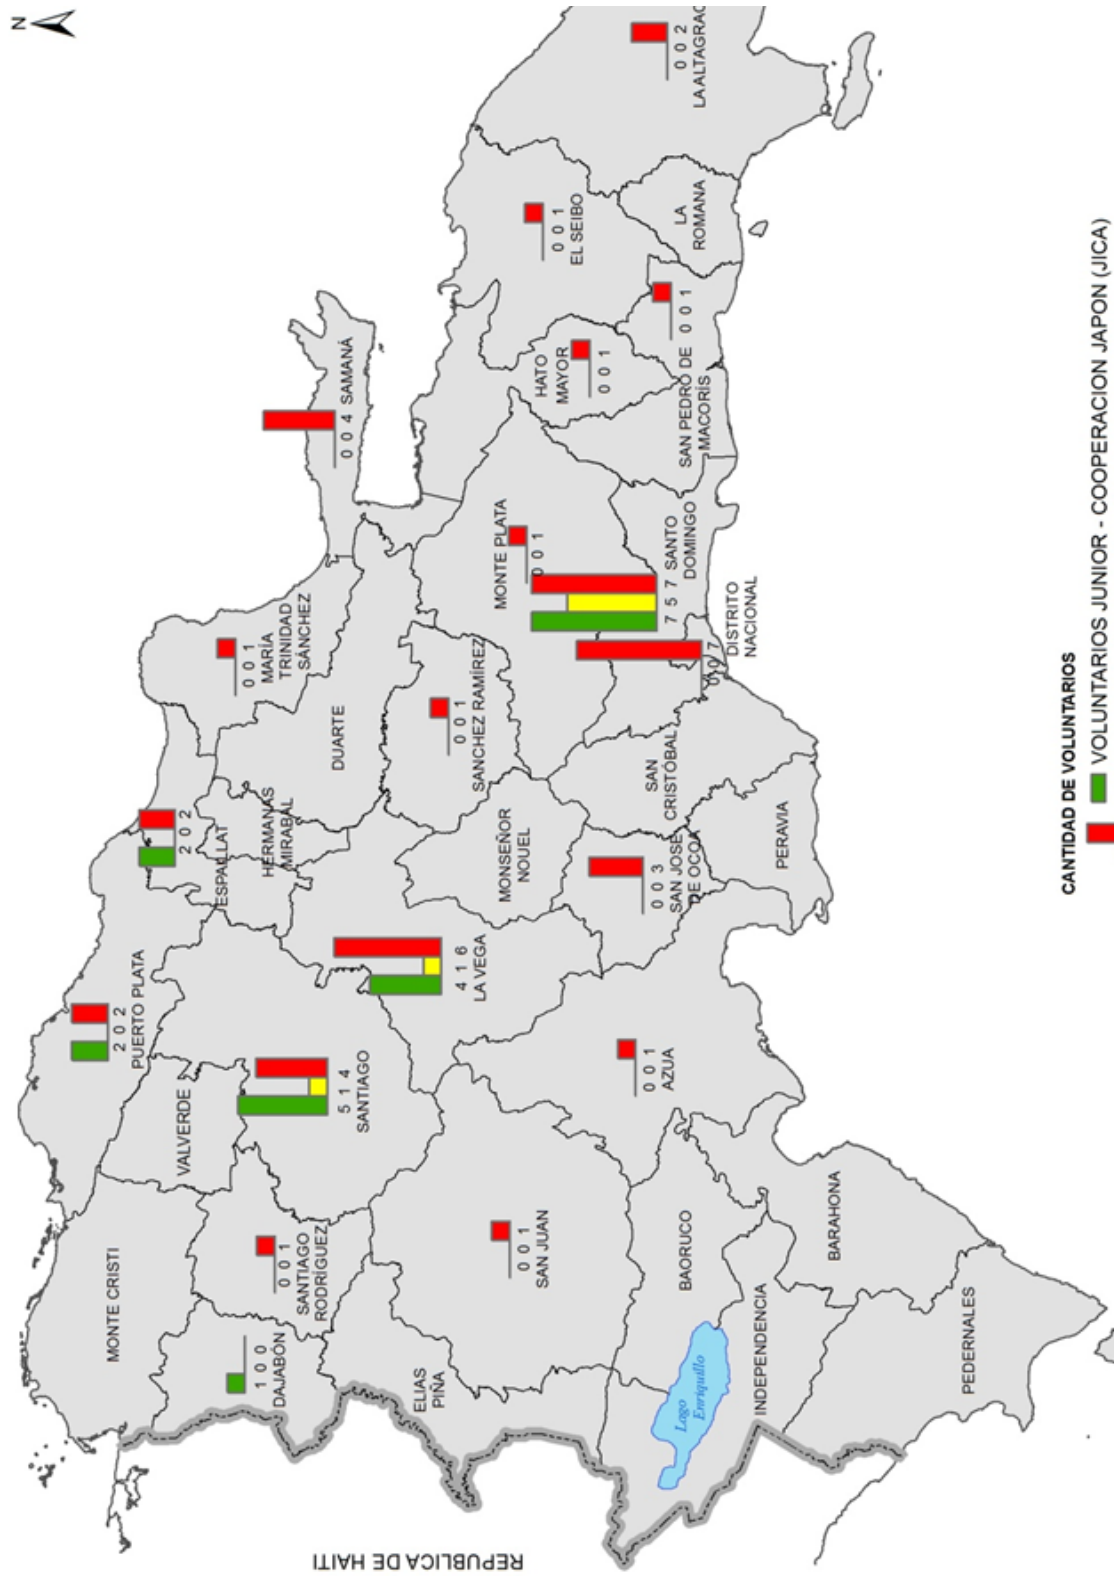 N
REPUBLICA DE HAITI
MONTE CRISTI
2 0 2
PUERTO PLATA
VALVERDE
1 0 0
DAJABÓN
0 0 1
SANTIAGO
RODRÍGUEZ
5 1 4
SANTIAGO
2 0 2
ESPAILLAT
HERMANAS
MIRABAL
0 0 1
MARÍA
TRINIDAD
SÁNCHEZ
DUARTE
0 0 4 SAMANÁ
4 1 6
LA VEGA
0 0 1
SANCHEZ RAMÍREZ
ELIAS
PIÑA
0 0 1
SAN JUAN
MONSEÑOR
NOUEL
MONTE PLATA
0 0 1
HATO
MAYOR
0 0 1
0 0 1
EL SEIBO
0 0 2
0 0 1
AZUA
0 0 3
SAN JOSE
DE OCOA
SAN
CRISTÓBAL
7 5 7 SANTO
DOMINGO
0 0 7
DISTRITO
NACIONAL
0 0 1
SAN PEDRO DE
MACORÍS
LA
ROMANA
BAORUCO
Lago
Enriquillo
INDEPENDENCIA
BARAHONA
PERAVIA
PEDERNALES
CANTIDAD DE VOLUNTARIOS
VOLUNTARIOS JUNIOR - COOPERACION JAPON (JICA)